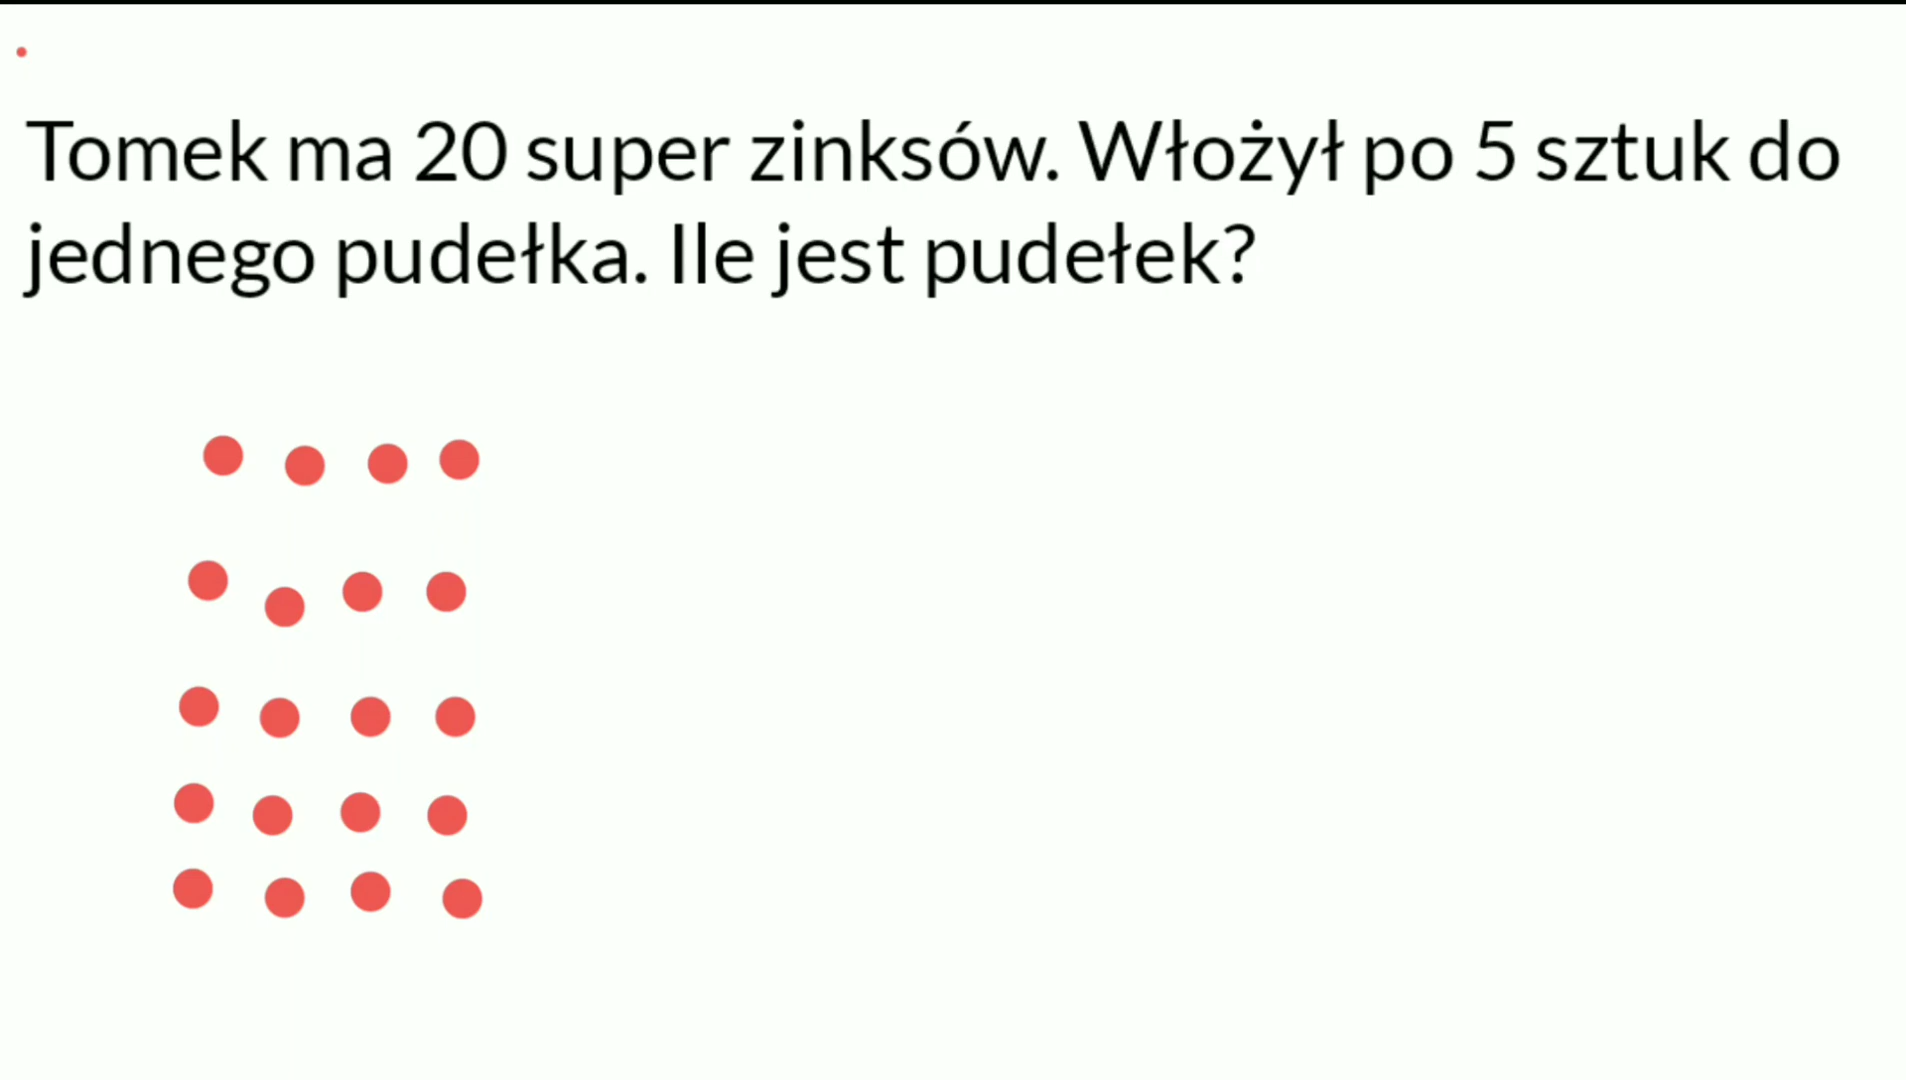 Tomek ma 20 super zinksów. Włożył po 5 sztuk do
jednego pudełka. Ile jest pudełek?